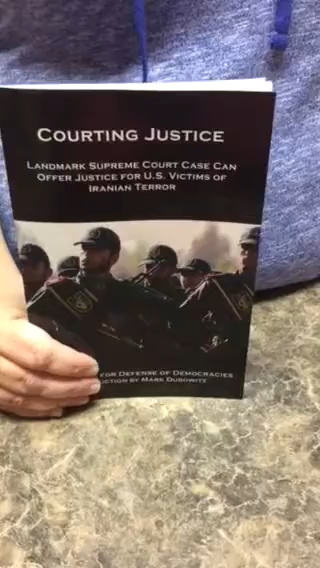 COURTING JUSTICE
LANDMARK SUPREME COURT CASE CAN
OFFER JUSTICE FOR U.S. VICTIMS OF
IRANIAN TERROR
FOR DEFENSE OF DEMOCRACIES
BY MARK DUBOWITZ